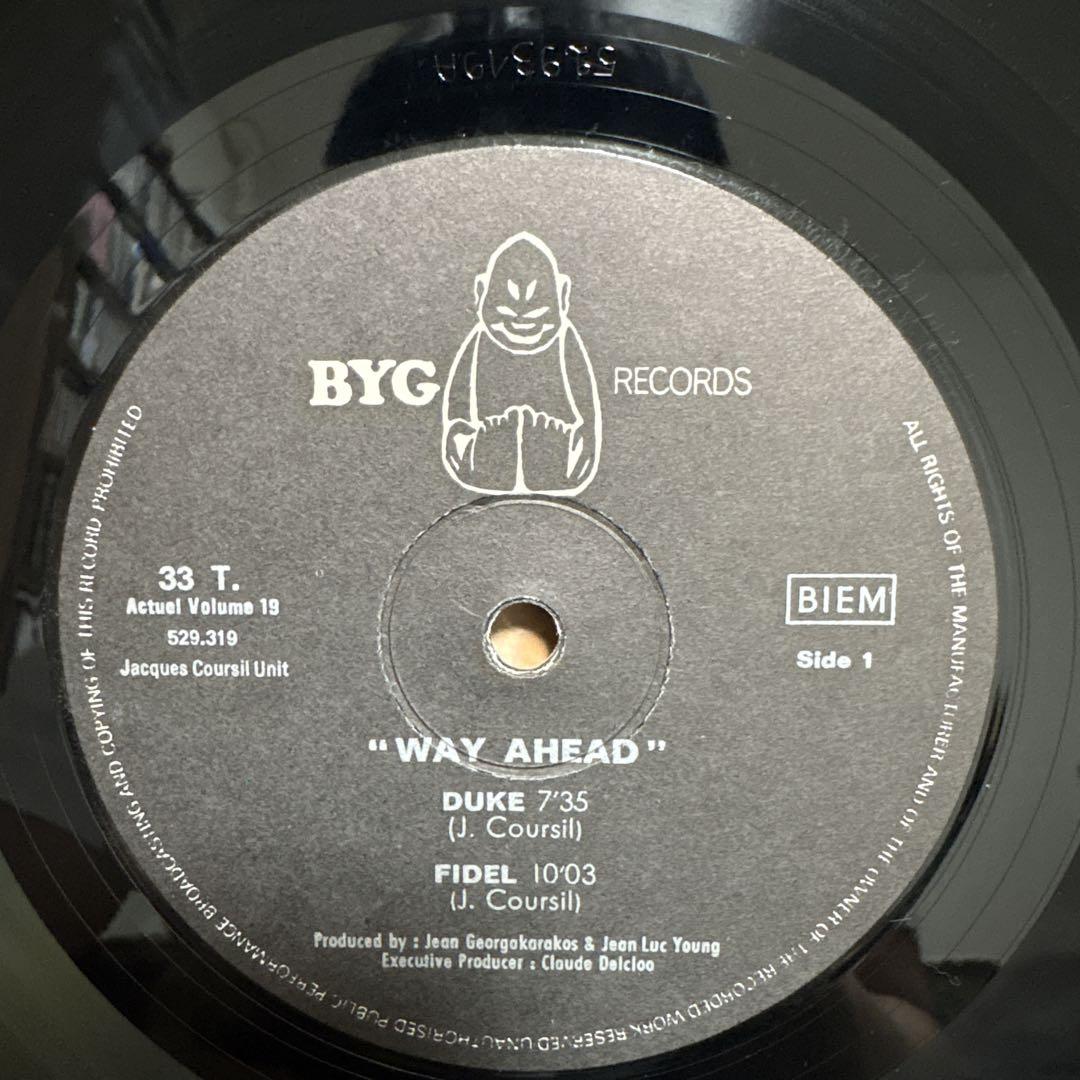 529319A
BYG RECORDS
33 T.
Actuel Volume 19
529.319
Jacques Coursil Unit
BIEM
Side 1
"WAY AHEAD"
DUKE 7'35
(J. Coursil)
FIDEL 10'03
(J. Coursil)
Produced by : Jean Georgakarakos & Jean Luc Young
Executive Producer : Claude Delcloo
ALL RIGHTS OF THE MANUFACTURER AND OF THE OWNER OF THE RECORDED WORK RESERVED UNAUTHORISED PUBLIC PERFORMANCE BROADCASTING AND COPYING OF THIS RECORD PROHIBITED